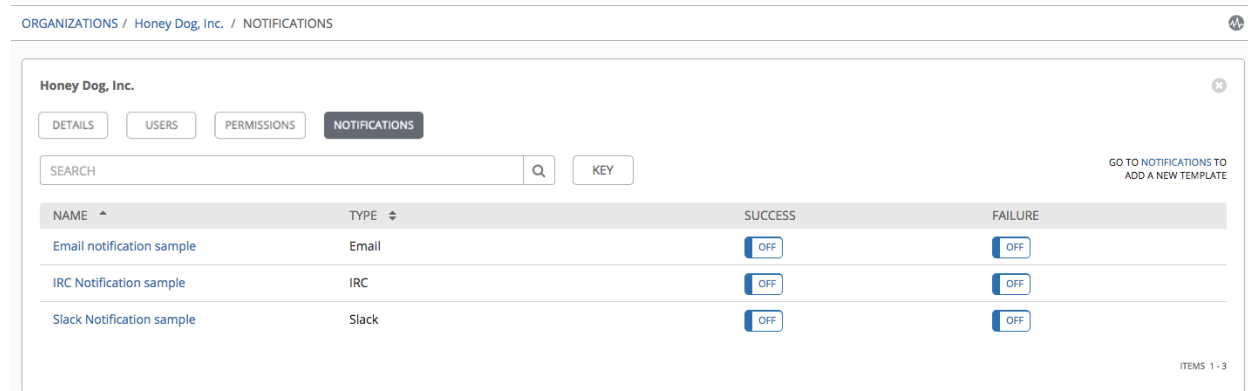 ORGANIZATIONS / Honey Dog, Inc. / NOTIFICATIONS
Honey Dog, Inc.
DETAILS USERS PERMISSIONS NOTIFICATIONS
SEARCH KEY
GO TO NOTIFICATIONS TO
ADD A NEW TEMPLATE
NAME TYPE SUCCESS FAILURE
Email notification sample Email OFF OFF
IRC Notification sample IRC OFF OFF
Slack Notification sample Slack OFF OFF
ITEMS 1 - 3